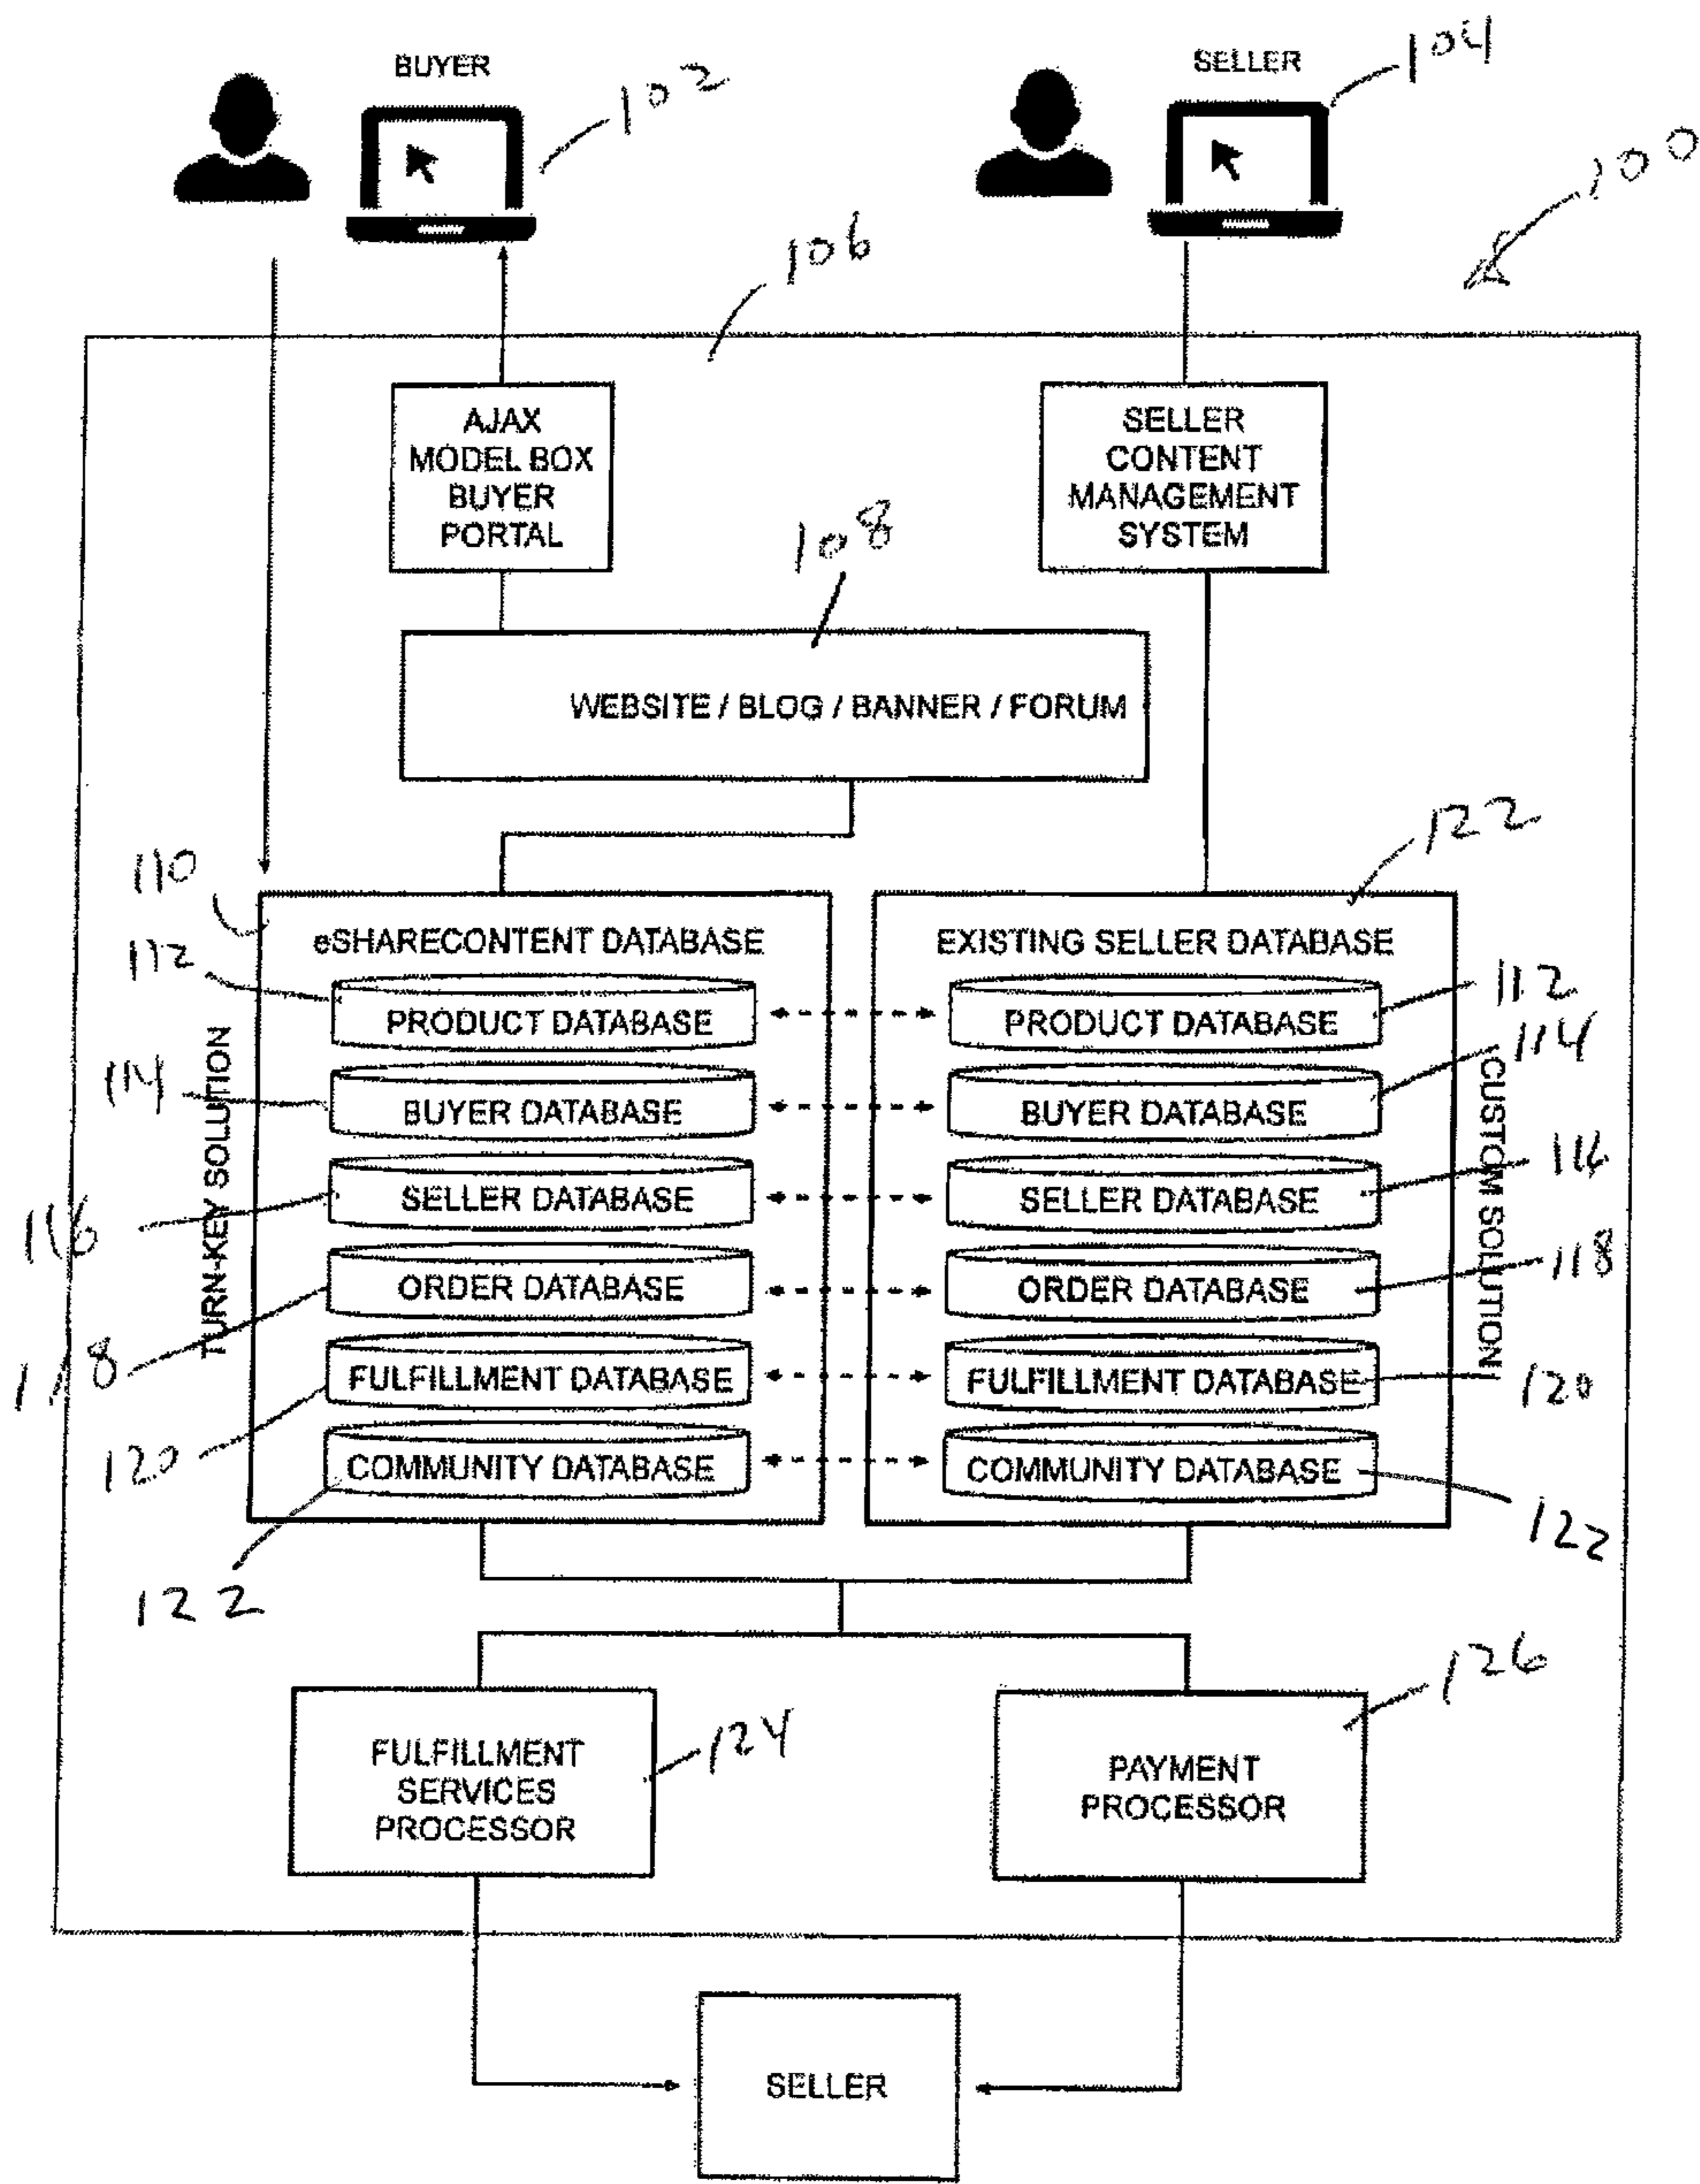 BUYER
102
SELLER
104
100
106
AJAX
MODEL BOX
BUYER
PORTAL
SELLER
CONTENT
MANAGEMENT
SYSTEM
108
WEBSITE / BLOG / BANNER / FORUM
110
122
TURN-KEY SOLUTION
eSHARECONTENT DATABASE
EXISTING SELLER DATABASE
CUSTOM SOLUTION
112
PRODUCT DATABASE
PRODUCT DATABASE
112
114
BUYER DATABASE
BUYER DATABASE
114
116
SELLER DATABASE
SELLER DATABASE
116
118
ORDER DATABASE
ORDER DATABASE
118
120
FULFILLMENT DATABASE
FULFILLMENT DATABASE
120
122
COMMUNITY DATABASE
COMMUNITY DATABASE
122
FULFILLMENT
SERVICES
PROCESSOR
124
PAYMENT
PROCESSOR
126
SELLER